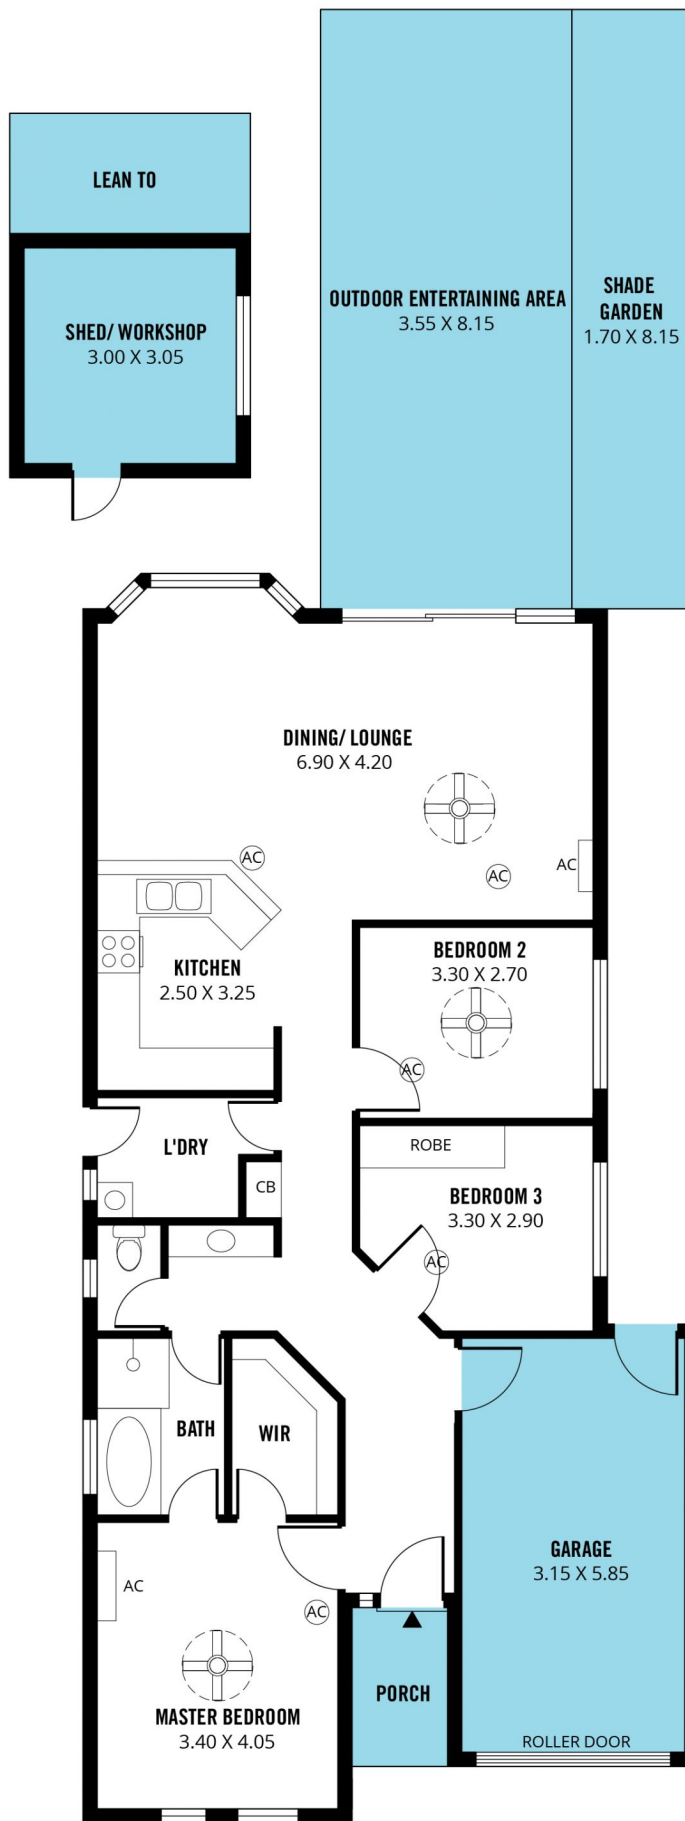 LEAN TO
SHED/ WORKSHOP
3.00 X 3.05
OUTDOOR ENTERTAINING AREA
3.55 X 8.15
SHADE
GARDEN
1.70 X 8.15
DINING/ LOUNGE
6.90 X 4.20
AC
AC
AC
KITCHEN
2.50 X 3.25
BEDROOM 2
3.30 X 2.70
AC
L'DRY
CB
ROBE
BEDROOM 3
3.30 X 2.90
AC
BATH
WIR
GARAGE
3.15 X 5.85
ROLLER DOOR
AC
AC
MASTER BEDROOM
3.40 X 4.05
PORCH